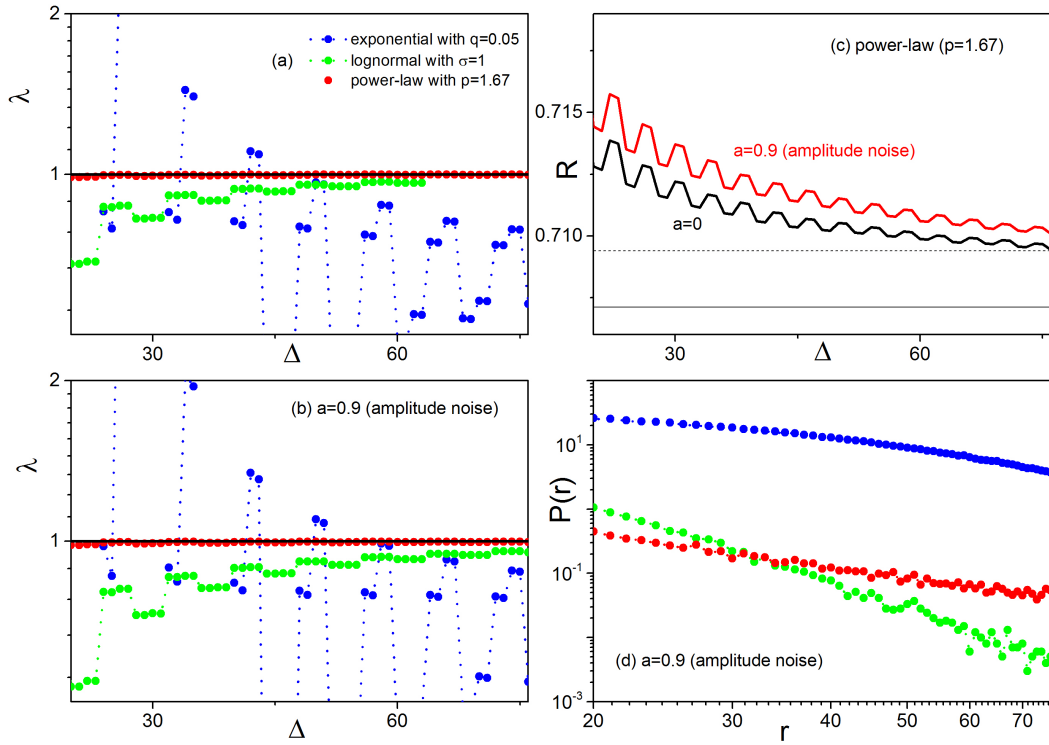 2
exponential with q=0.05
(a)
lognormal with σ=1
power-law with p=1.67
λ
1
30
Δ
60
(c) power-law (p=1.67)
0.715
R
a=0.9 (amplitude noise)
a=0
0.710
30
Δ
60
2
(b) a=0.9 (amplitude noise)
λ
1
30
Δ
60
10^1
P(r)
10^-1
(d) a=0.9 (amplitude noise)
10^-3
20
30
r
40
50
60
70